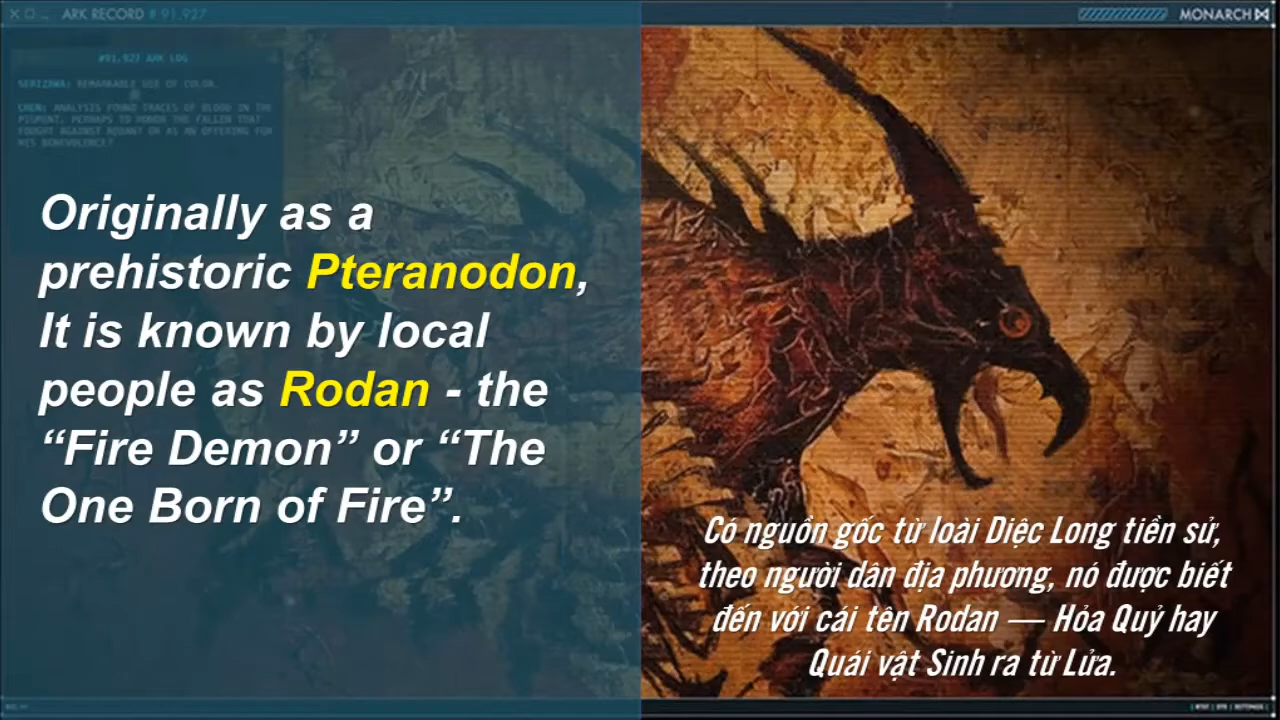 ARK RECORD # 91.927
MONARCH
#91.927 ARK LOG
SERIZAWA: REMARKABLE USE OF COLOR.
CHEN: ANALYSIS FOUND TRACES OF BLOOD IN THE
PIGMENT. PERHAPS TO HONOR THE FALLEN THAT
FOUGHT AGAINST RODAN? OR AS AN OFFERING FOR
HIS BENEVOLENCE?
Originally as a
prehistoric Pteranodon,
It is known by local
people as Rodan - the
“Fire Demon” or “The
One Born of Fire”.
Có nguồn gốc từ loài Diệc Long tiền sử,
theo người dân địa phương, nó được biết
đến với cái tên Rodan — Hỏa Quỷ hay
Quái vật Sinh ra từ Lửa.